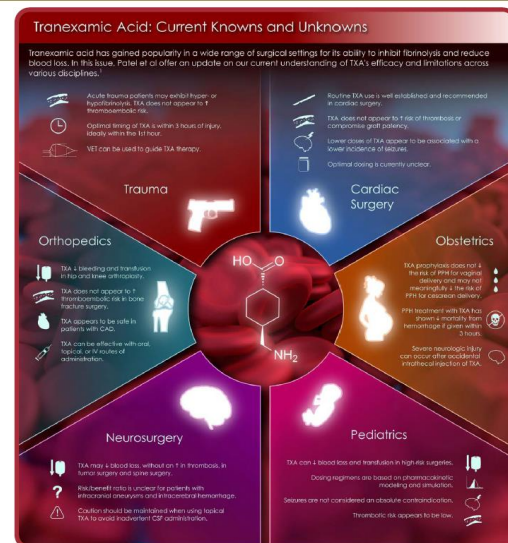 Tranexamic Acid: Current Knowns and Unknowns
Tranexamic acid has gained popularity in a wide range of surgical settings for its ability to inhibit fibrinolysis and reduce
blood loss. In this issue, Patel et al offer an update on our current understanding of TXA's efficacy and limitations across
various disciplines.¹
Acute trauma patients may exhibit hyper- or
hypofibrinolysis. TXA does not appear to ↑
thromboembolic risk.
Optimal timing of TXA is within 3 hours of injury,
ideally within the 1st hour.
VET can be used to guide TXA therapy.
Trauma
Routine TXA use is well established and recommended
in cardiac surgery.
TXA does not appear to ↑ risk of thrombosis or
compromise graft patency.
Lower doses of TXA appear to be associated with a
lower incidence of seizures.
Optimal dosing is currently unclear.
Cardiac
Surgery
Orthopedics
TXA ↓ bleeding and transfusion
in hip and knee arthroplasty.
TXA does not appear to ↑
thromboembolic risk in bone
fracture surgery.
TXA appears to be safe in
patients with CAD.
TXA can be effective with oral,
topical, or IV routes of
administration.
HO
O
NH₂
Obstetrics
TXA prophylaxis does not ↓
the risk of PPH for vaginal
delivery and may not
meaningfully ↓ the risk of
PPH for cesarean delivery.
PPH treatment with TXA has
shown ↓ mortality from
hemorrhage if given within
3 hours.
Severe neurologic injury
can occur after accidental
intrathecal injection of TXA.
Neurosurgery
TXA may ↓ blood loss, without an ↑ in thrombosis, in
tumor surgery and spine surgery.
?
Risk/benefit ratio is unclear for patients with
intracranial aneurysms and intracerebral hemorrhage.
Caution should be maintained when using topical
TXA to avoid inadvertent CSF administration.
Pediatrics
TXA can ↓ blood loss and transfusion in high-risk surgeries.
Dosing regimens are based on pharmacokinetic
modeling and simulation.
Seizures are not considered an absolute contraindication.
Thrombotic risk appears to be low.